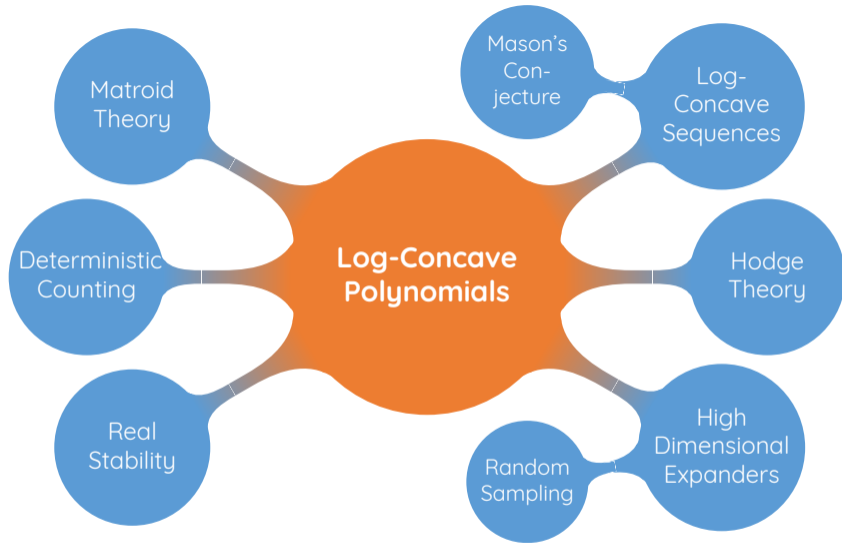 Matroid
Theory
Mason's
Con-
jecture
Log-
Concave
Sequences
Deterministic
Counting
Log-Concave
Polynomials
Hodge
Theory
Real
Stability
Random
Sampling
High
Dimensional
Expanders